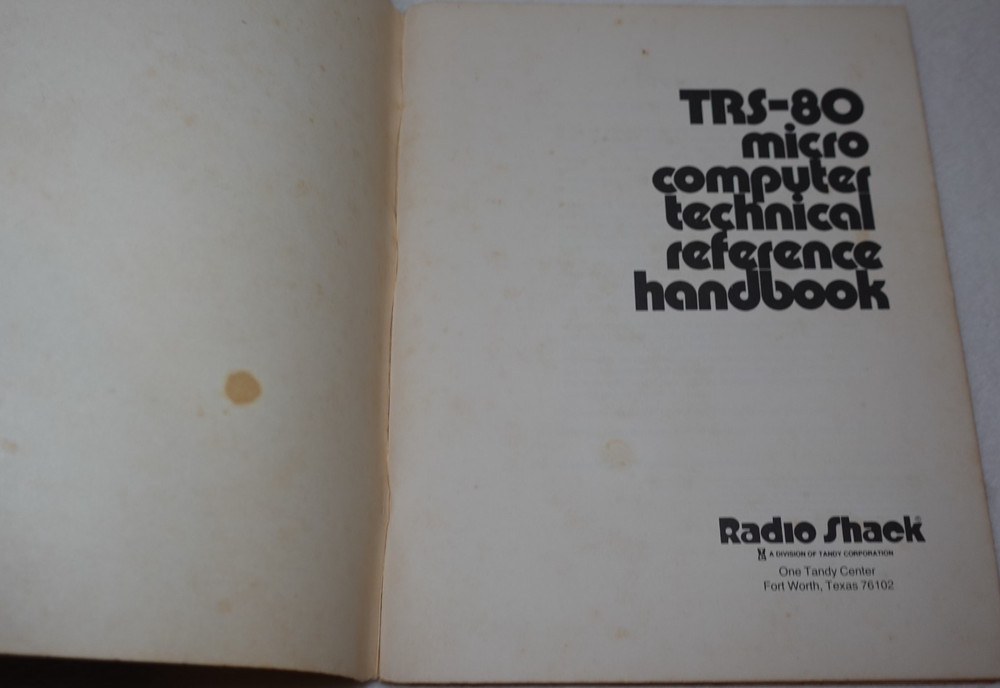 TRS-80
micro
computer
technical
reference
handbook
Radio Shack®
A DIVISION OF TANDY CORPORATION
One Tandy Center
Fort Worth, Texas 76102